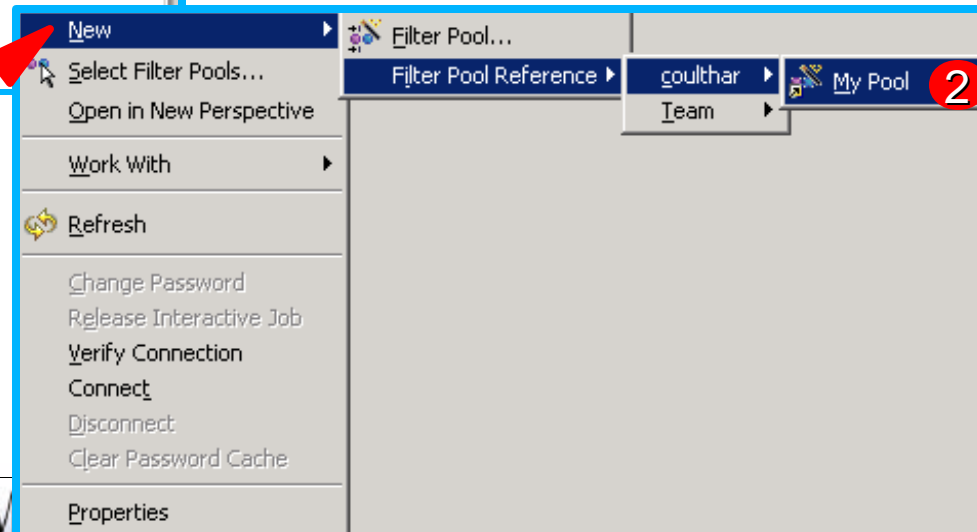 New
Filter Pool...
Select Filter Pools...
Filter Pool Reference
coulthar
My Pool
2
Open in New Perspective
Team
Work With
Refresh
Change Password
Release Interactive Job
Verify Connection
Connect
Disconnect
Clear Password Cache
Properties